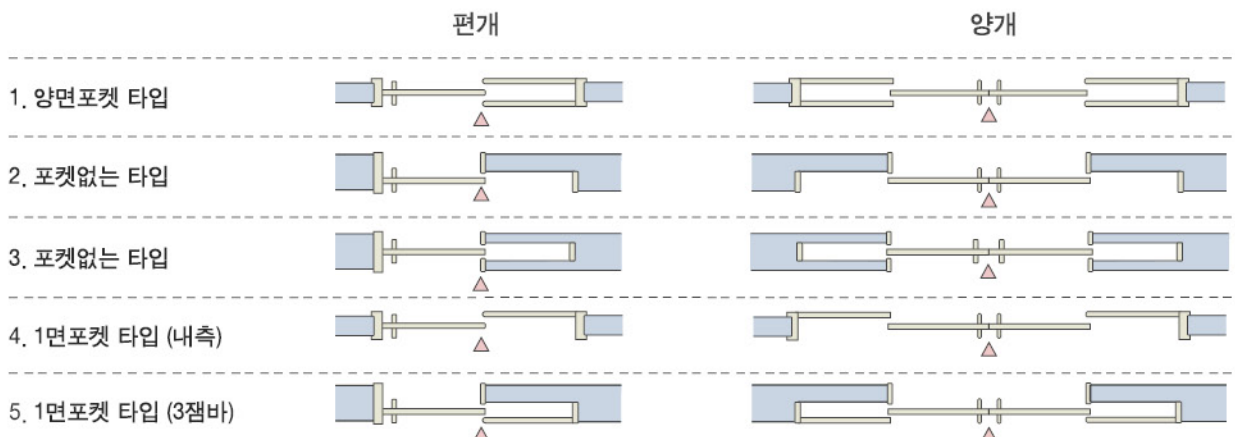 편개 양개
1. 양면포켓 타입
2. 포켓없는 타입
3. 포켓없는 타입
4. 1면포켓 타입 (내측)
5. 1면포켓 타입 (3잼바)